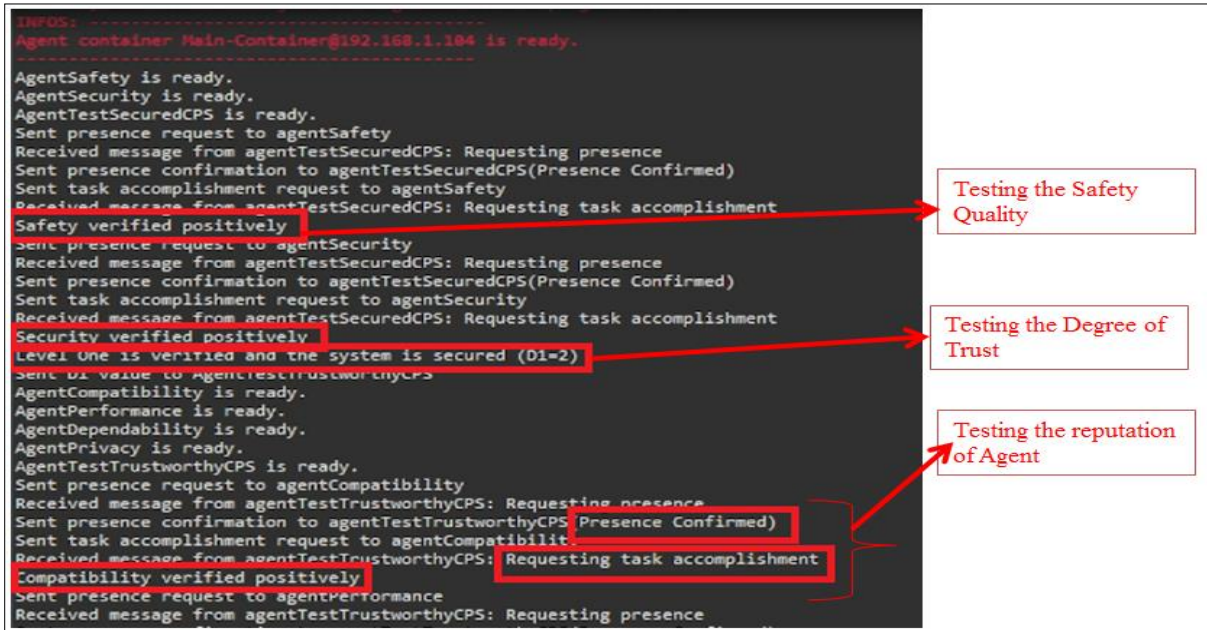 INFOS: ----------------------------------------
Agent container Main-Container@192.168.1.104 is ready.
--------------------------------------------
AgentSafety is ready.
AgentSecurity is ready.
AgentTestSecuredCPS is ready.
Sent presence request to agentSafety
Received message from agentTestSecuredCPS: Requesting presence
Sent presence confirmation to agentTestSecuredCPS(Presence Confirmed)
Sent task accomplishment request to agentSafety
Received message from agentTestSecuredCPS: Requesting task accomplishment
Safety verified positively
Sent presence request to agentSecurity
Received message from agentTestSecuredCPS: Requesting presence
Sent presence confirmation to agentTestSecuredCPS(Presence Confirmed)
Sent task accomplishment request to agentSecurity
Received message from agentTestSecuredCPS: Requesting task accomplishment
Security verified positively
Level One is verified and the system is secured (D1=2)
Sent D1 value to AgentTestTrustworthyCPS
AgentCompatibility is ready.
AgentPerformance is ready.
AgentDependability is ready.
AgentPrivacy is ready.
AgentTestTrustworthyCPS is ready.
Sent presence request to agentCompatibility
Received message from agentTestTrustworthyCPS: Requesting presence
Sent presence confirmation to agentTestTrustworthyCPS(Presence Confirmed)
Sent task accomplishment request to agentCompatibility
Received message from agentTestTrustworthyCPS: Requesting task accomplishment
Compatibility verified positively
Sent presence request to agentPerformance
Received message from agentTestTrustworthyCPS: Requesting presence
Testing the Safety
Quality
Testing the Degree of
Trust
Testing the reputation
of Agent